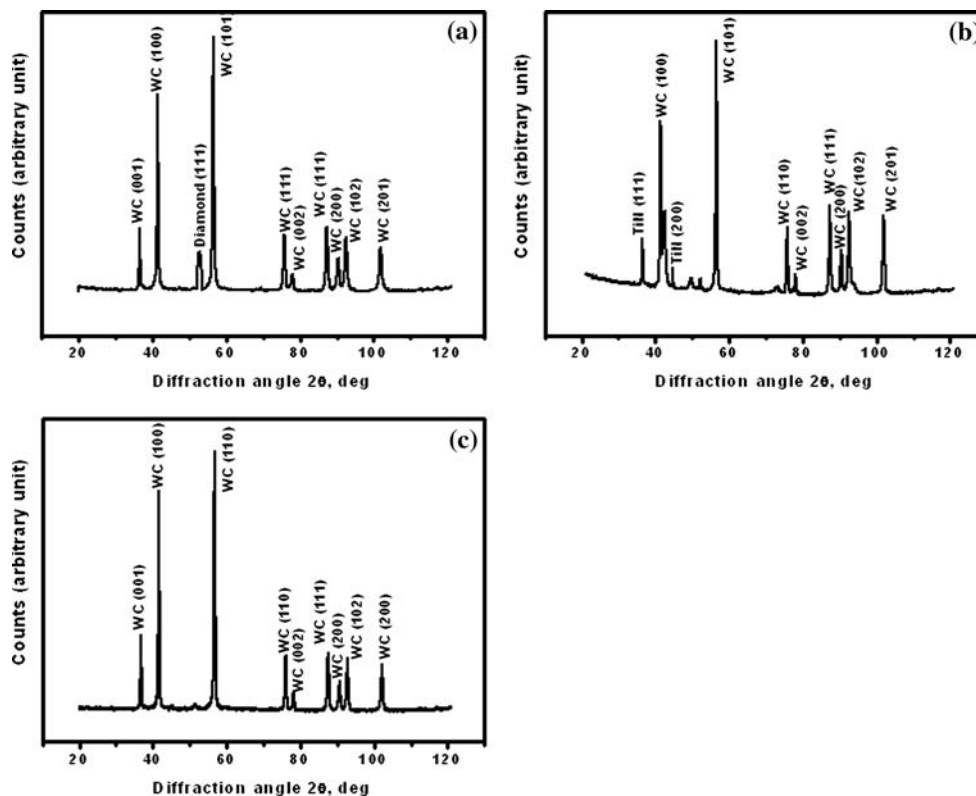 (a)
Counts (arbitrary unit)
WC (001)
WC (100)
Diamond (111)
WC (101)
WC (111)
WC (002)
WC (111)
WC (200)
WC (102)
WC (201)
20 40 60 80 100 120
Diffraction angle 2θ, deg
(b)
Counts (arbitrary unit)
TiN (111)
WC (100)
TiN (200)
WC (101)
WC (110)
WC (002)
WC (111)
WC (200)
WC(102)
WC (201)
20 40 60 80 100 120
Diffraction angle 2θ, deg
(c)
Counts (arbitrary unit)
WC (001)
WC (100)
WC (110)
WC (110)
WC (002)
WC (111)
WC (200)
WC (102)
WC (200)
20 40 60 80 100 120
Diffraction angle 2θ, deg